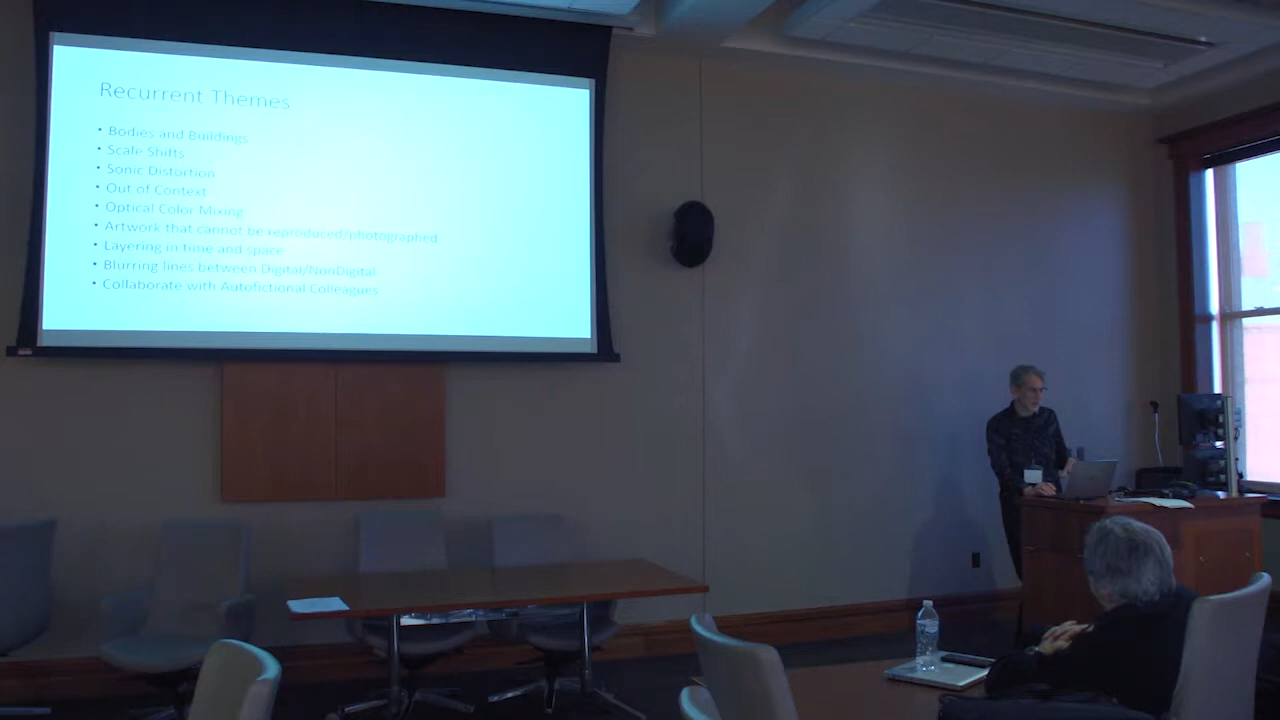 Recurrent Themes
• Bodies and Buildings
• Scale Shifts
• Sonic Distortion
• Out of Context
• Optical Color Mixing
• Artwork that cannot be reproduced/photographed
• Layering in time and space
• Blurring lines between Digital/NonDigital
• Collaborate with Autofictional Colleagues